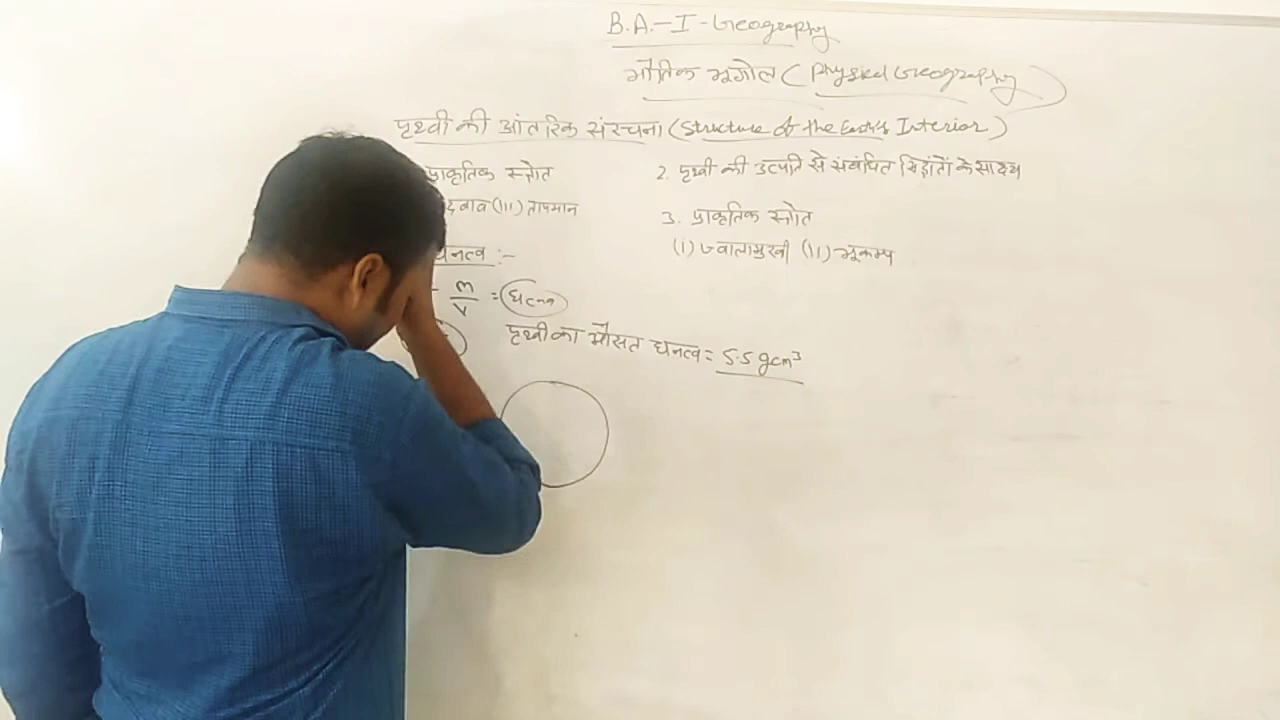 B.A.-I-Geography
भौतिक भूगोल (Physical Geography)
पृथ्वी की आंतरिक संरचना (Structure of the Earth's Interior)
प्राकृतिक स्त्रोत
2. पृथ्वी की उत्पति से संबंधित सिद्वांतों के साक्ष्य
दबाव (III) तापमान
3. प्राकृतिक स्त्रोत
(I) ज्वालामुखी (II) भूकम्प
घनत्व :-
m/v =
पृथ्वी का औसत घनत्व = 5.5 gcm3